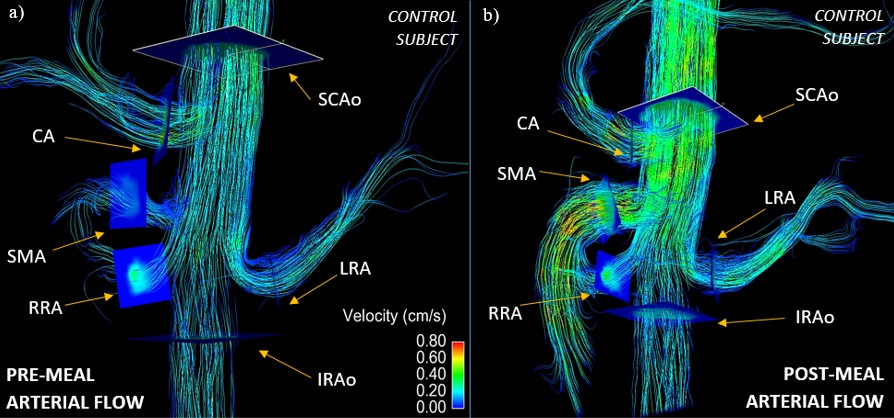 a)
CONTROL
SUBJECT
SCAo
CA
SMA
RRA
LRA
IRAo
Velocity (cm/s)
0.80
0.60
0.40
0.20
0.00
PRE-MEAL
ARTERIAL FLOW
b)
CONTROL
SUBJECT
SCAo
CA
SMA
LRA
RRA
IRAo
POST-MEAL
ARTERIAL FLOW